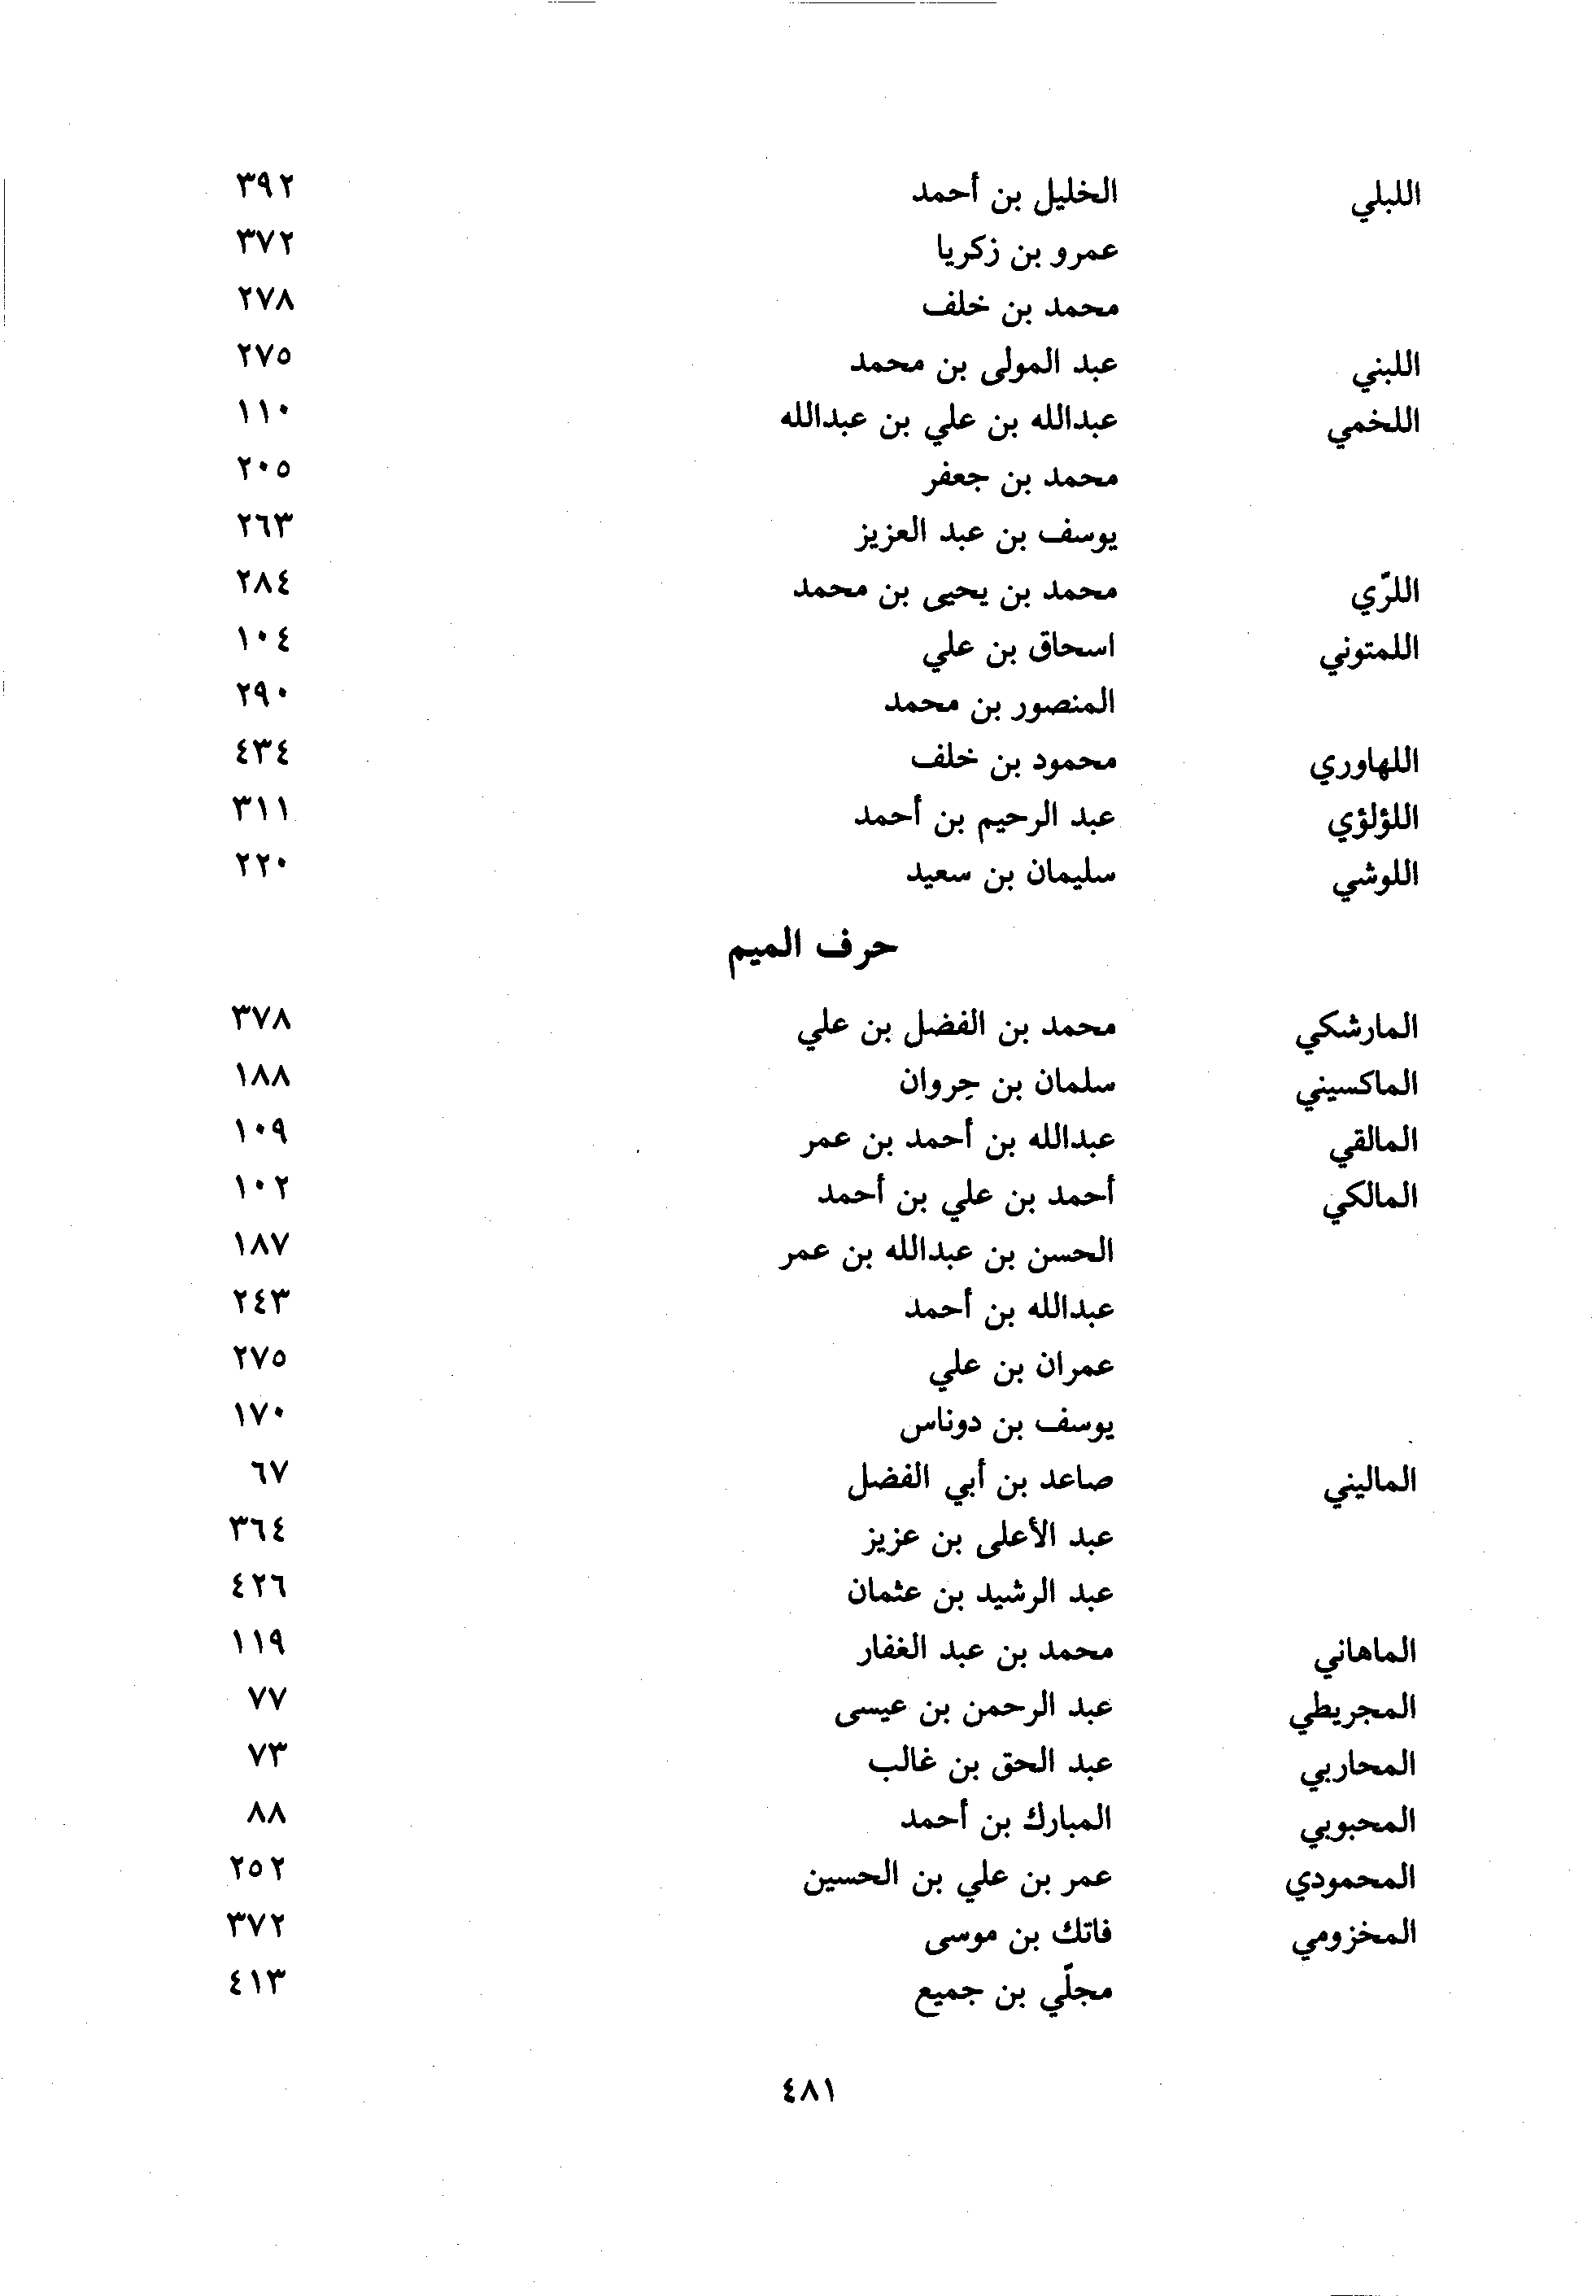 اللبلي الخليل بن أحمد ٣٩٢
عمرو بن زكريا ٣٧٢
محمد بن خلف ٢٧٨
اللبني عبد المولى بن محمد ٢٧٥
اللخمي عبدالله بن علي بن عبدالله ١١٠
محمد بن جعفر ٢٠٥
يوسف بن عبد العزيز ٢٦٣
اللرّي محمد بن يحيى بن محمد ٢٨٤
اللمتوني اسحاق بن علي ١٠٤
المنصور بن محمد ٢٩٠
اللهاوري محمود بن خلف ٤٣٤
اللؤلؤي عبد الرحيم بن أحمد ٣١١
اللوشي سليمان بن سعيد ٢٢٠
حرف الميم
المارشكي محمد بن الفضل بن علي ٣٧٨
الماكسيني سلمان بن جروان ١٨٨
المالقي عبدالله بن أحمد بن عمر ١٠٩
المالكي أحمد بن علي بن أحمد ١٠٢
الحسن بن عبدالله بن عمر ١٨٧
عبدالله بن أحمد ٢٤٣
عمران بن علي ٢٧٥
يوسف بن دوناس ١٧٠
الماليني صاعد بن أبي الفضل ٦٧
عبد الأعلى بن عزيز ٣٦٤
عبد الرشيد بن عثمان ٤٢٦
الماهاني محمد بن عبد الغفار ١١٩
المجريطي عبد الرحمن بن عيسى ٧٧
المحاربي عبد الحق بن غالب ٧٣
المحبوبي المبارك بن أحمد ٨٨
المحمودي عمر بن علي بن الحسين ٢٥٢
المخزومي فاتك بن موسى ٣٧٢
مجلّي بن جميع ٤١٣
٤٨١